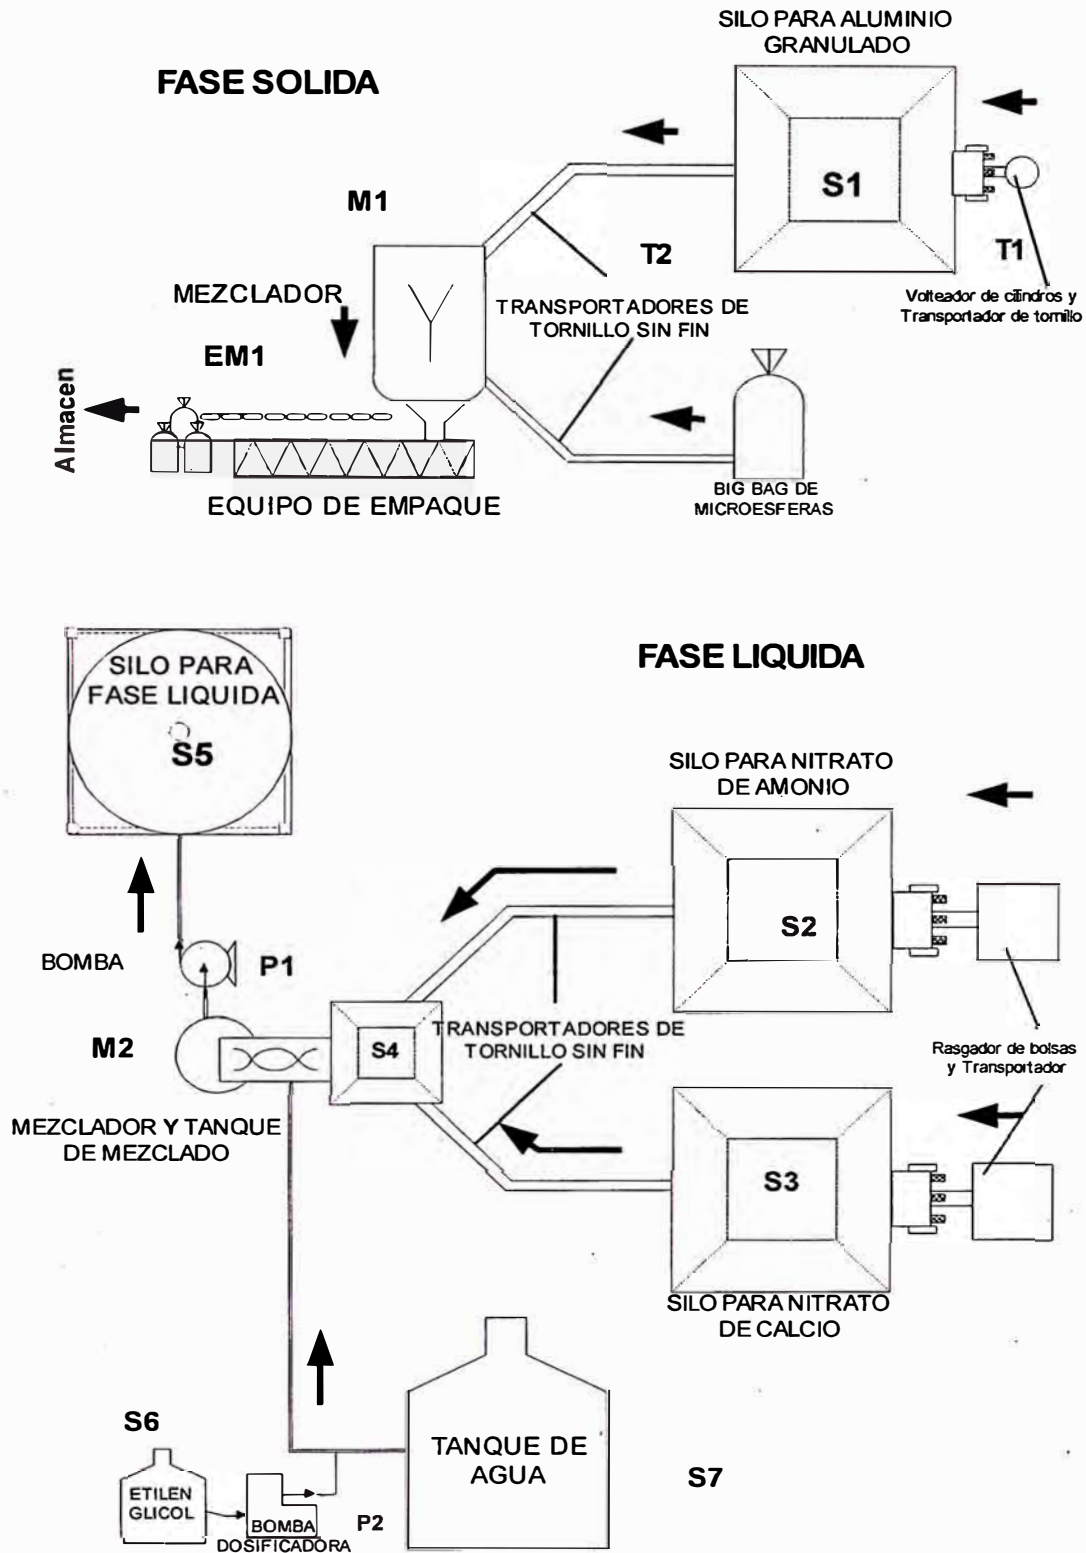 SILO PARA ALUMINIO
GRANULADO
FASE SOLIDA
S1
M1
T2
T1
MEZCLADOR
TRANSPORTADORES DE
TORNILLO SIN FIN
Volteador de cilindros y
Transportador de tornillo
EM1
Almacen
EQUIPO DE EMPAQUE
BIG BAG DE
MICROESFERAS
FASE LIQUIDA
SILO PARA
FASE LIQUIDA
S5
SILO PARA NITRATO
DE AMONIO
S2
BOMBA
P1
M2
S4
TRANSPORTADORES DE
TORNILLO SIN FIN
Rasgador de bolsas
y Transportador
MEZCLADOR Y TANQUE
DE MEZCLADO
S3
SILO PARA NITRATO
DE CALCIO
S6
TANQUE DE
AGUA
S7
ETILEN
GLICOL
BOMBA
DOSIFICADORA
P2